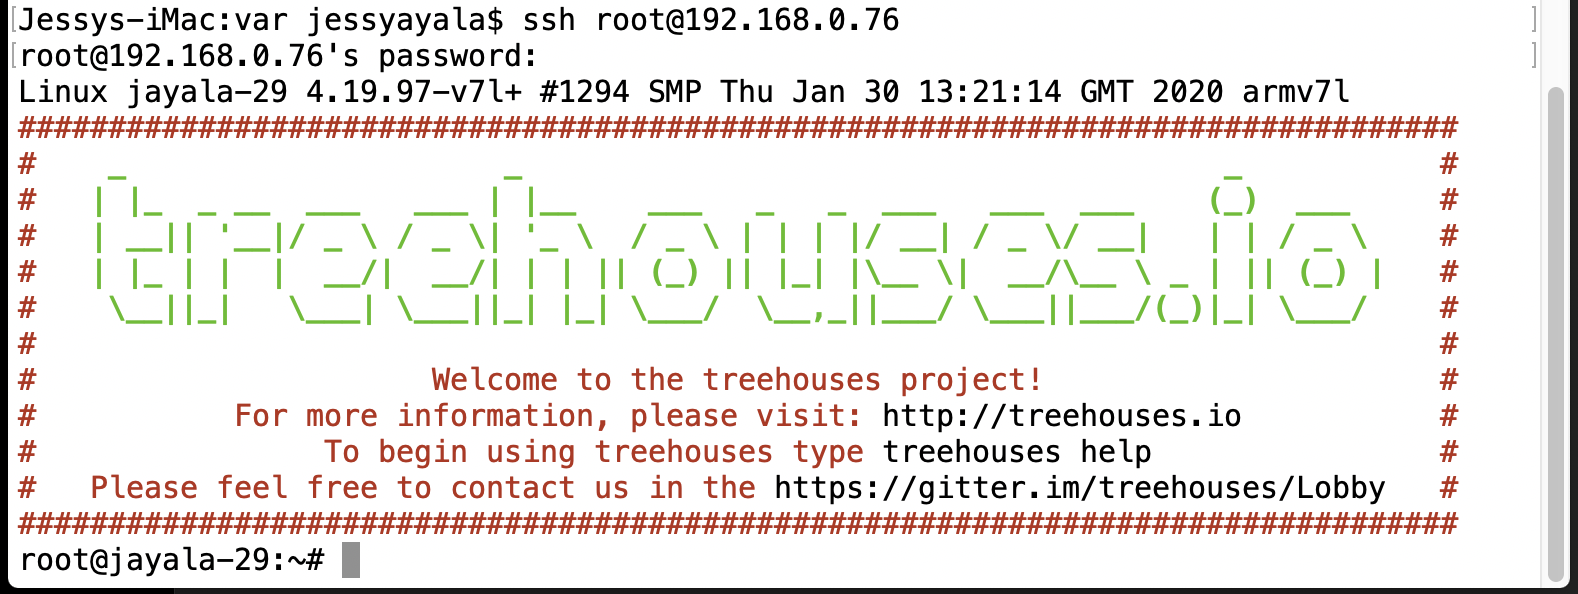 Jessys-iMac:var jessyayala$ ssh root@192.168.0.76
root@192.168.0.76's password:
Linux jayala-29 4.19.97-v7l+ #1294 SMP Thu Jan 30 13:21:14 GMT 2020 armv7l
################################################################################
treehouses.io
# Welcome to the treehouses project! #
# For more information, please visit: http://treehouses.io #
# To begin using treehouses type treehouses help #
# Please feel free to contact us in the https://gitter.im/treehouses/Lobby #
################################################################################
root@jayala-29:~#